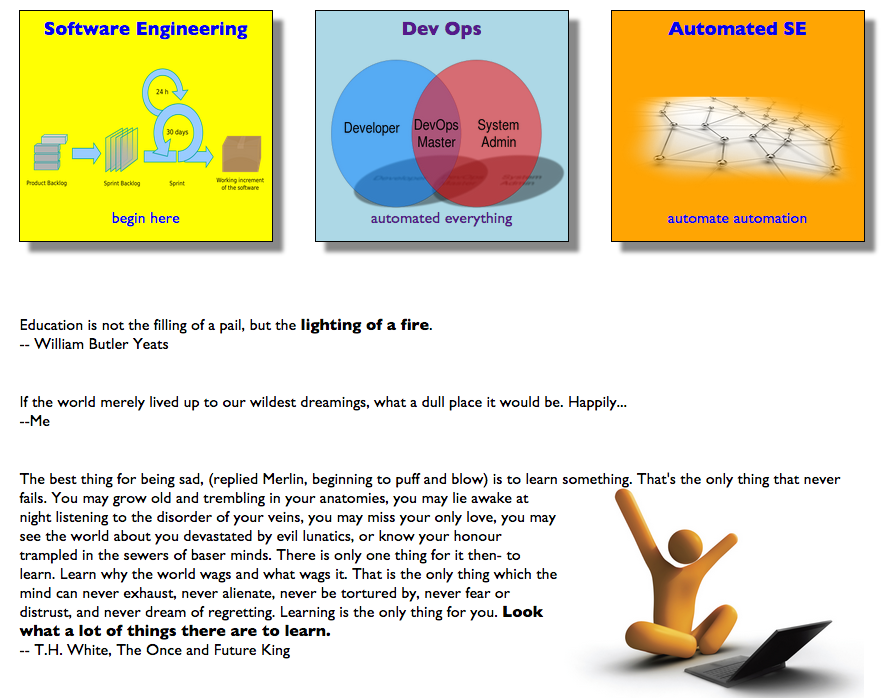 Software Engineering
24 h
30 days
Product Backlog
Sprint Backlog
Sprint
Working increment
of the software
begin here
Dev Ops
Developer
DevOps
Master
System
Admin
automated everything
Automated SE
automate automation
Education is not the filling of a pail, but the lighting of a fire.
-- William Butler Yeats
If the world merely lived up to our wildest dreamings, what a dull place it would be. Happily...
--Me
The best thing for being sad, (replied Merlin, beginning to puff and blow) is to learn something. That's the only thing that never
fails. You may grow old and trembling in your anatomies, you may lie awake at
night listening to the disorder of your veins, you may miss your only love, you may
see the world about you devastated by evil lunatics, or know your honour
trampled in the sewers of baser minds. There is only one thing for it then- to
learn. Learn why the world wags and what wags it. That is the only thing which the
mind can never exhaust, never alienate, never be tortured by, never fear or
distrust, and never dream of regretting. Learning is the only thing for you. Look
what a lot of things there are to learn.
-- T.H. White, The Once and Future King